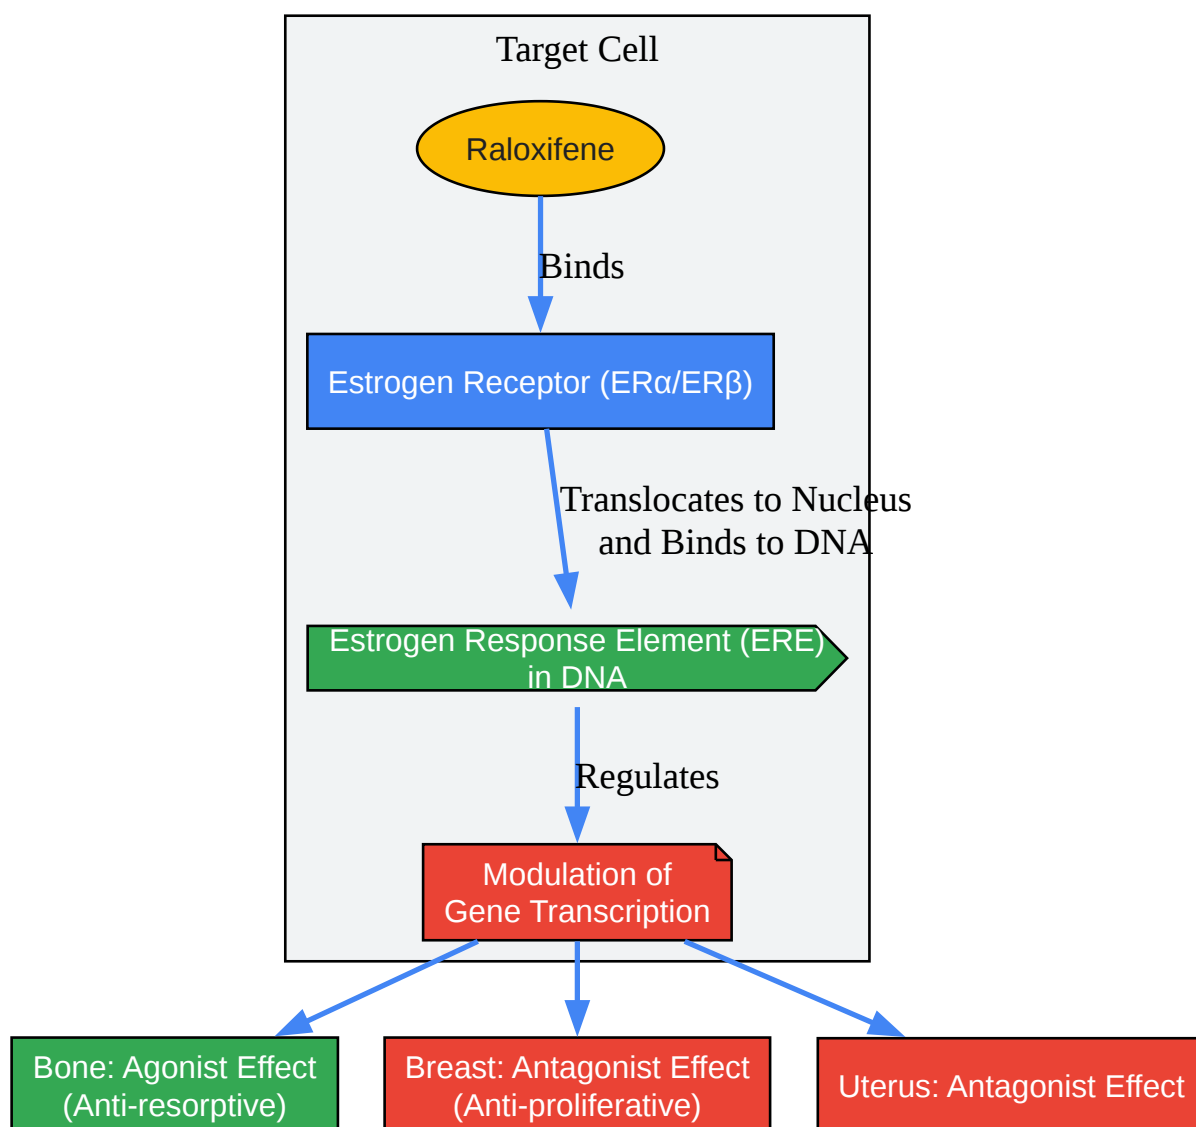 Target Cell
Raloxifene
Binds
Estrogen Receptor (ERα/ERβ)
Translocates to Nucleus
and Binds to DNA
Estrogen Response Element (ERE)
in DNA
Regulates
Modulation of
Gene Transcription
Bone: Agonist Effect
(Anti-resorptive)
Breast: Antagonist Effect
(Anti-proliferative)
Uterus: Antagonist Effect